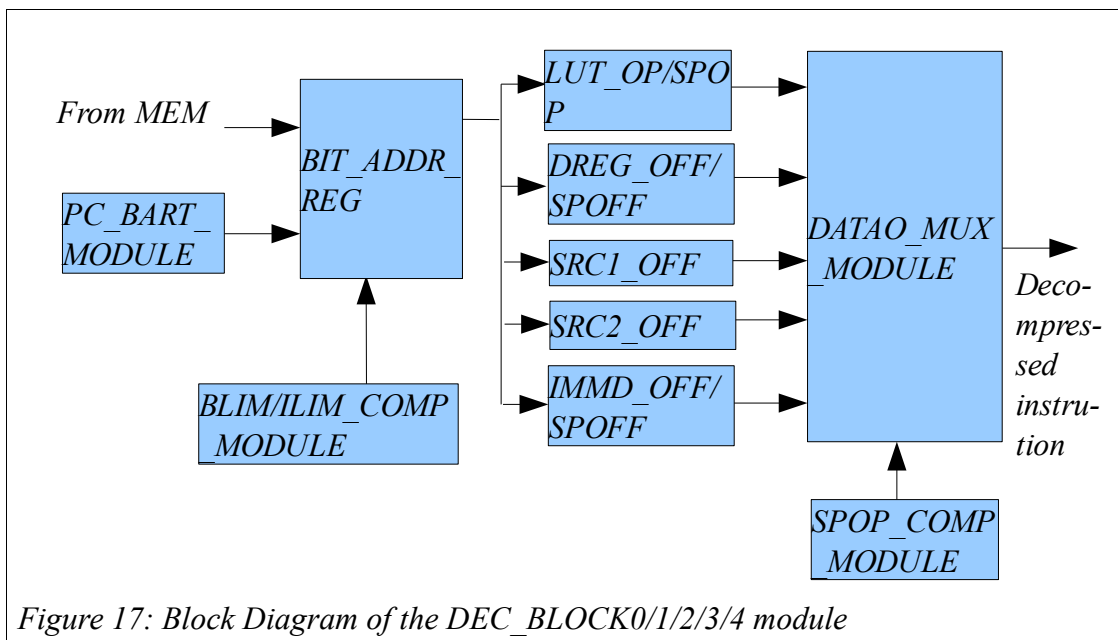 From MEM
PC_BART_
MODULE
BIT_ADDR_
REG
BLIM/ILIM_COMP
_MODULE
LUT_OP/SPO
P
DREG_OFF/
SPOFF
SRC1_OFF
SRC2_OFF
IMMD_OFF/
SPOFF
DATAO_MUX
_MODULE
SPOP_COMP
_MODULE
Deco-
mpres-
sed
instru-
tion
Figure 17: Block Diagram of the DEC_BLOCK0/1/2/3/4 module